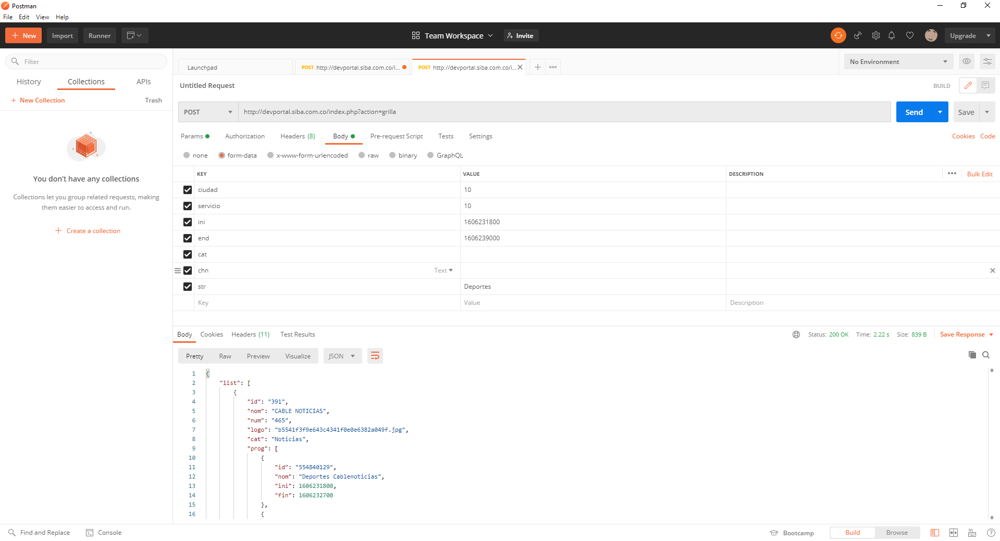 Postman
File Edit View Help
New Import Runner Team Workspace Invite Upgrade
Filter
History Collections APIs
+ New Collection Trash
You don't have any collections
Collections let you group related requests, making
them easier to access and run.
+ Create a collection
Launchpad POST http://devportal.siba.com.co/i... POST http://devportal.siba.com.co/i... No Environment
Untitled Request BUILD
POST http://devportal.siba.com.co/index.php?action=grilla Send Save
Params Authorization Headers (8) Body Pre-request Script Tests Settings Cookies Code
none form-data x-www-form-urlencoded raw binary GraphQL
KEY VALUE DESCRIPTION ••• Bulk Edit
ciudad 10
servicio 10
ini 1606231800
end 1606239000
cat
chn Text
str Deportes
Key Value Description
Body Cookies Headers (11) Test Results Status: 200 OK Time: 2.22 s Size: 839 B Save Response
Pretty Raw Preview Visualize JSON
1 {
2 "list": [
3 {
4 "id": "391",
5 "nom": "CABLE NOTICIAS",
6 "num": "465",
7 "logo": "b5541f3f9e643c4341f0e0e6382a049f.jpg",
8 "cat": "Noticias",
9 "prog": [
10 {
11 "id": "554840129",
12 "nom": "Deportes Cablenoticias",
13 "ini": 1606231800,
14 "fin": 1606232700
15 },
16 {
Find and Replace Console Bootcamp Build Browse